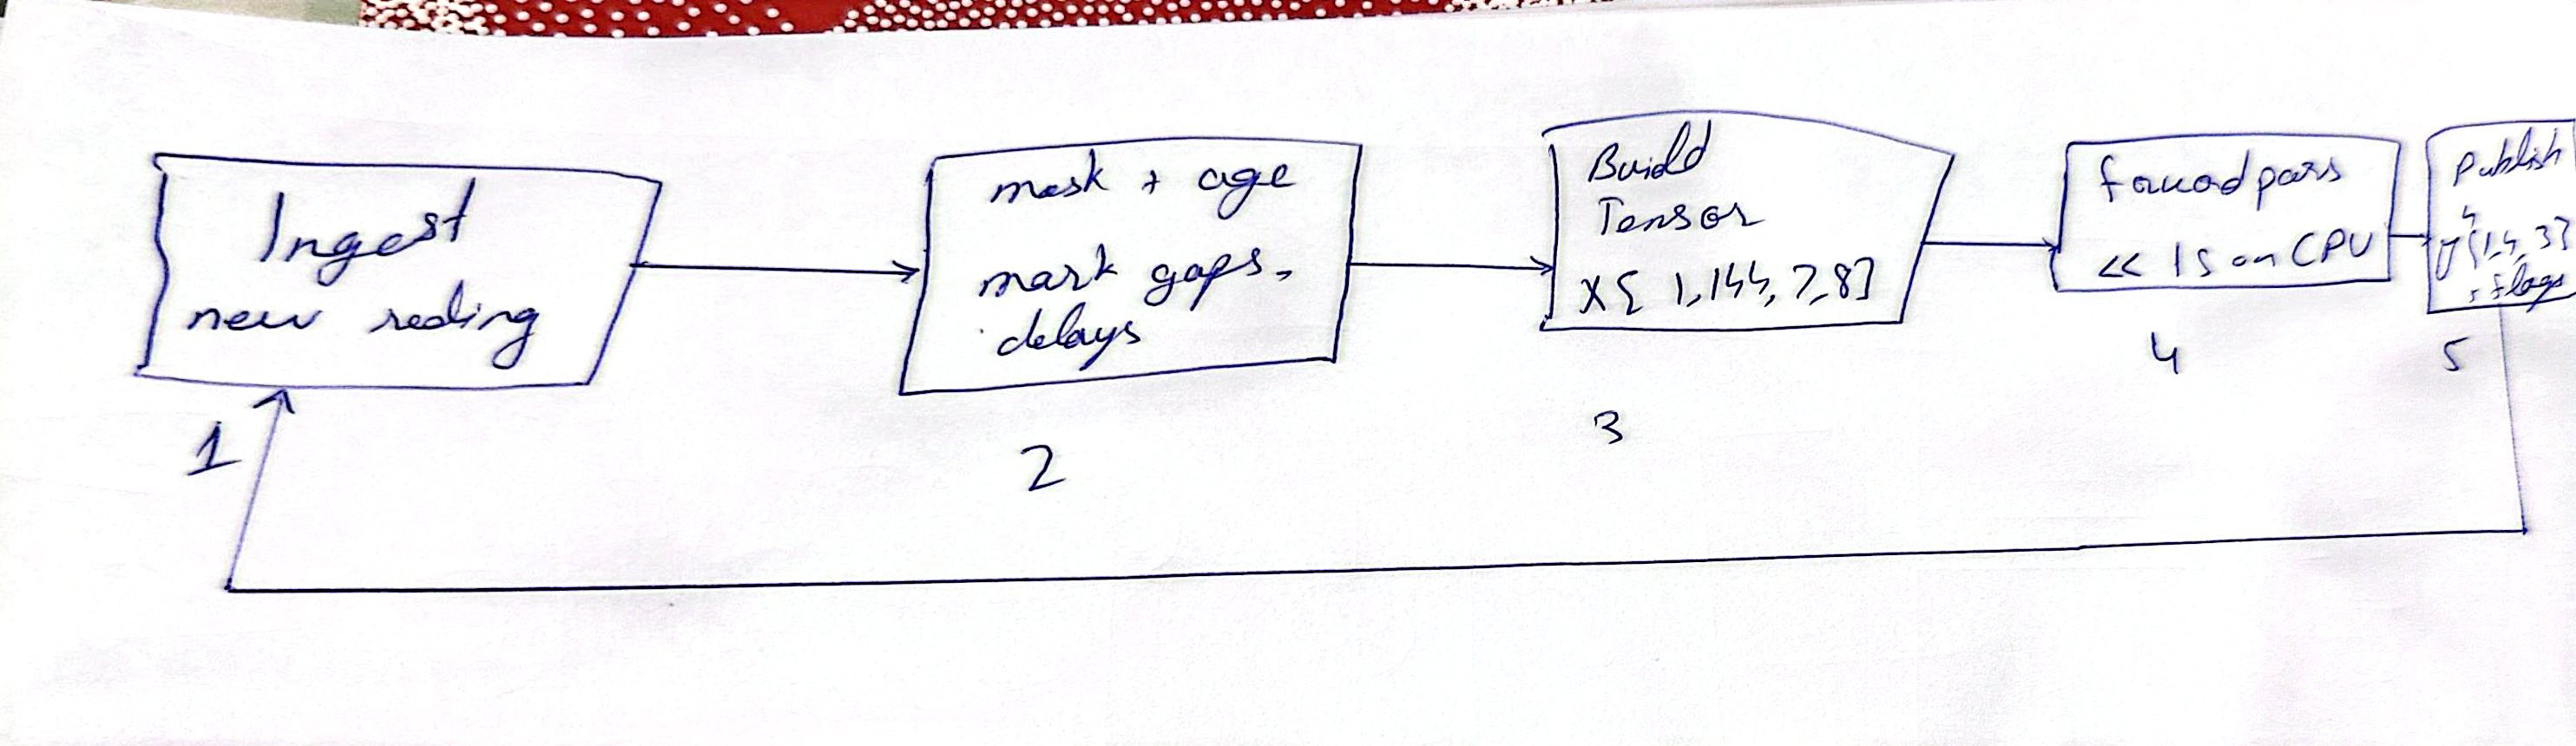 Ingest
new reding
1
mask + age
mark gaps,
delays
2
Build
Tensor
X[ 1,144,7,8]
3
forward pass
<< 1s on CPU
4
Publish
+ flags
5